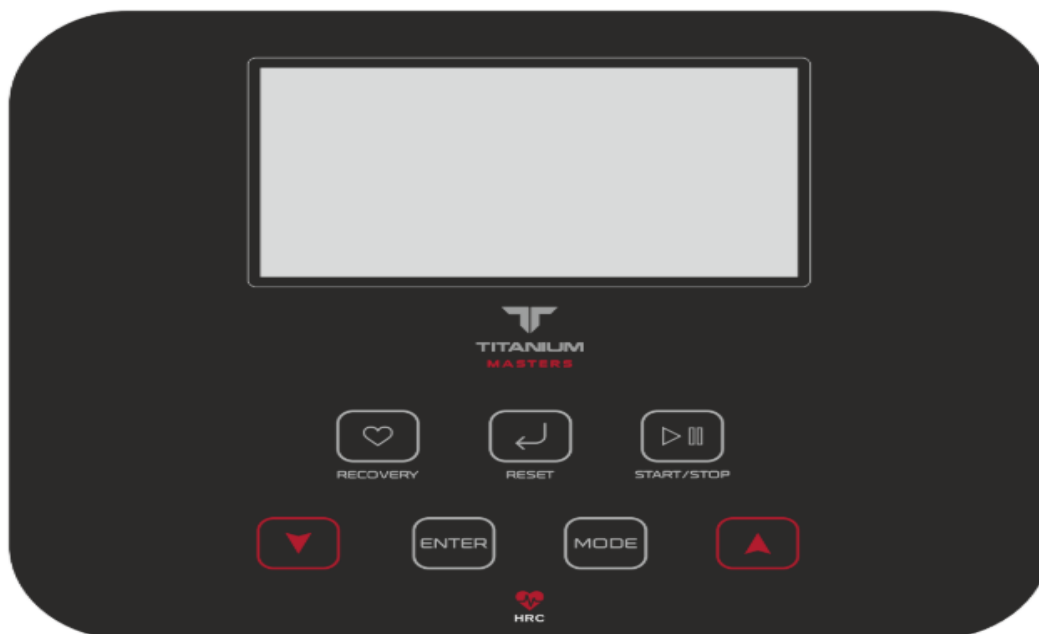 TITANIUM
MASTERS
RECOVERY
RESET
START/STOP
ENTER
MODE
HRC